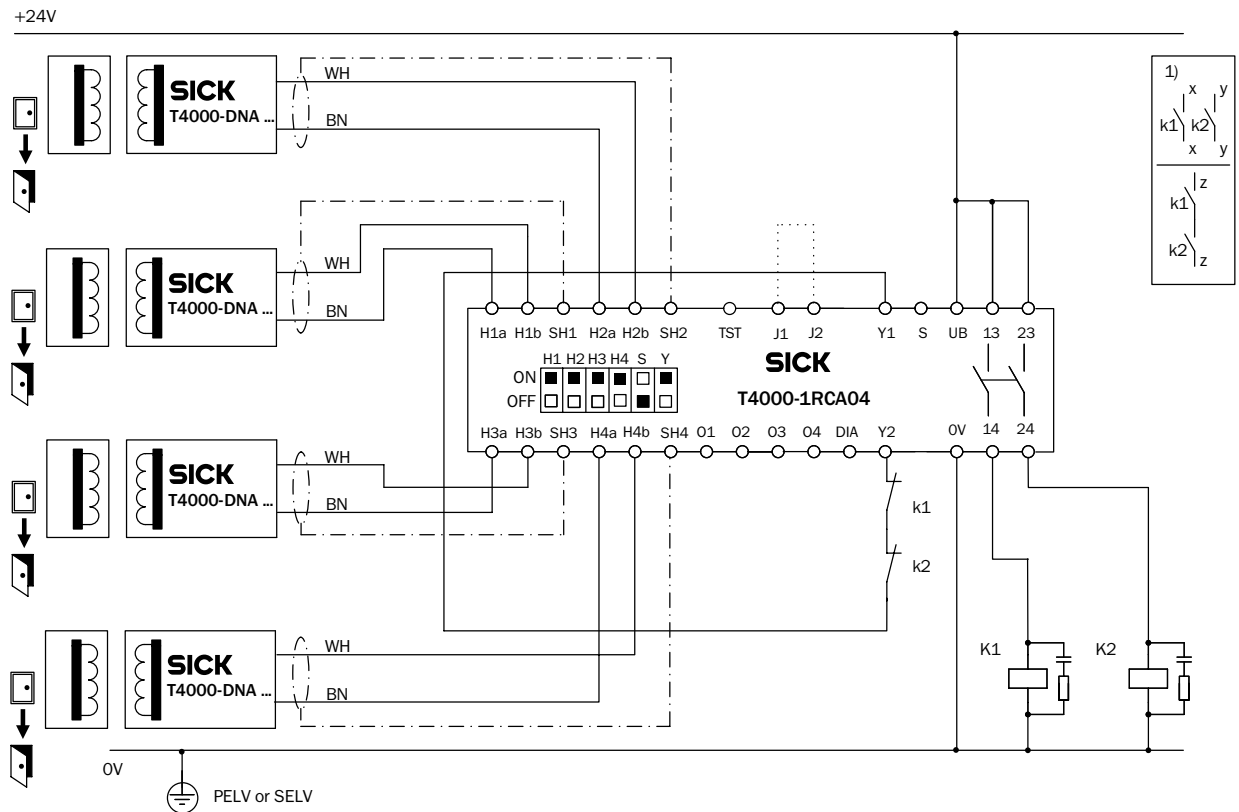 +24V
SICK
T4000-DNA ...
WH
BN
1)
x y
k1 k2
x y
z
k1
k2
z
SICK
T4000-DNA ...
WH
BN
H1a H1b SH1 H2a H2b SH2 TST J1 J2 Y1 S UB 13 23
H1 H2 H3 H4 S Y
ON
OFF
SICK
T4000-1RCA04
H3a H3b SH3 H4a H4b SH4 O1 O2 O3 O4 DIA Y2 0V 14 24
SICK
T4000-DNA ...
WH
BN
k1
k2
SICK
T4000-DNA ...
WH
BN
K1
K2
0V
PELV or SELV